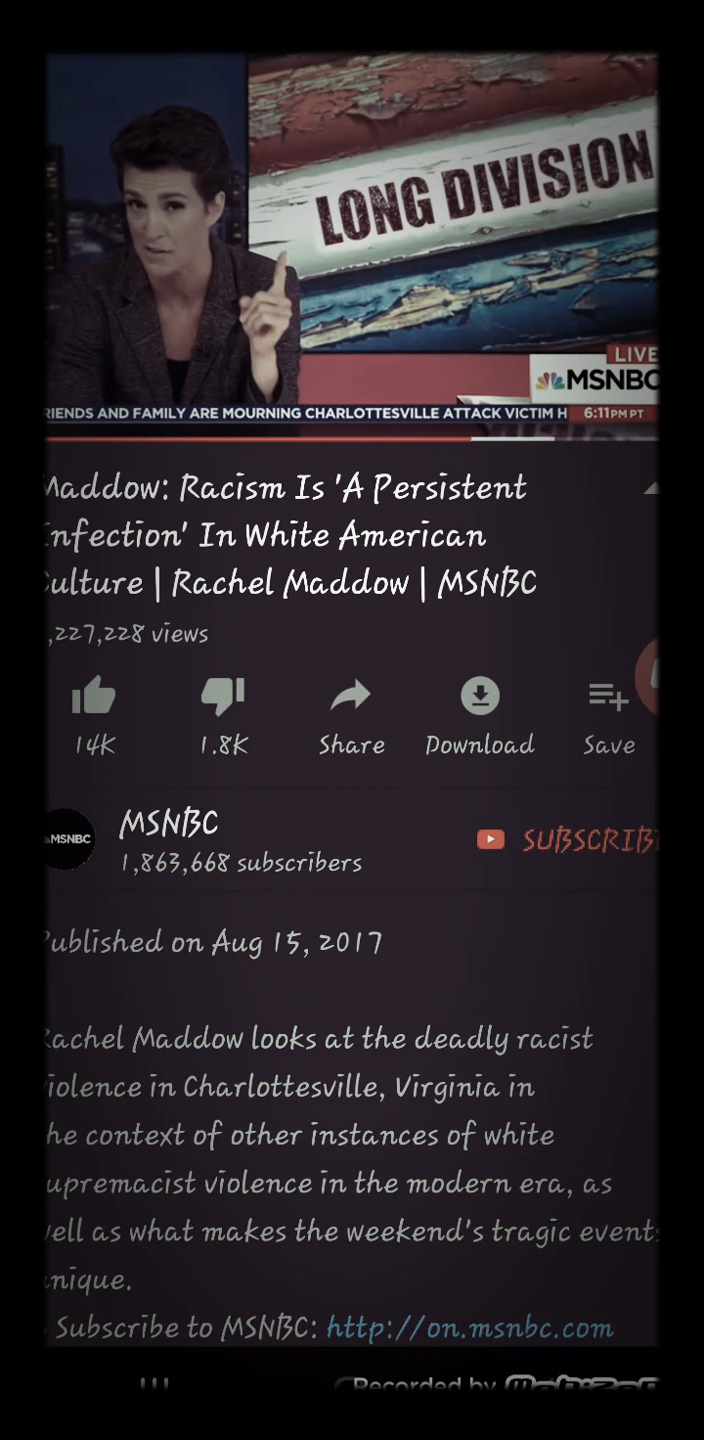 LONG DIVISION
LIVE
MSNBC
RIENDS AND FAMILY ARE MOURNING CHARLOTTESVILLE ATTACK VICTIM H 6:11PM PT
Maddow: Racism Is 'A Persistent
Infection' In White American
Culture | Rachel Maddow | MSNBC
,227,228 views
14K 1.8K Share Download Save
MSNBC
MSNBC SUBSCRIBE
1,863,668 subscribers
Published on Aug 15, 2017
Rachel Maddow looks at the deadly racist
violence in Charlottesville, Virginia in
the context of other instances of white
supremacist violence in the modern era, as
well as what makes the weekend's tragic events
unique.
Subscribe to MSNBC: http://on.msnbc.com
Recorded by